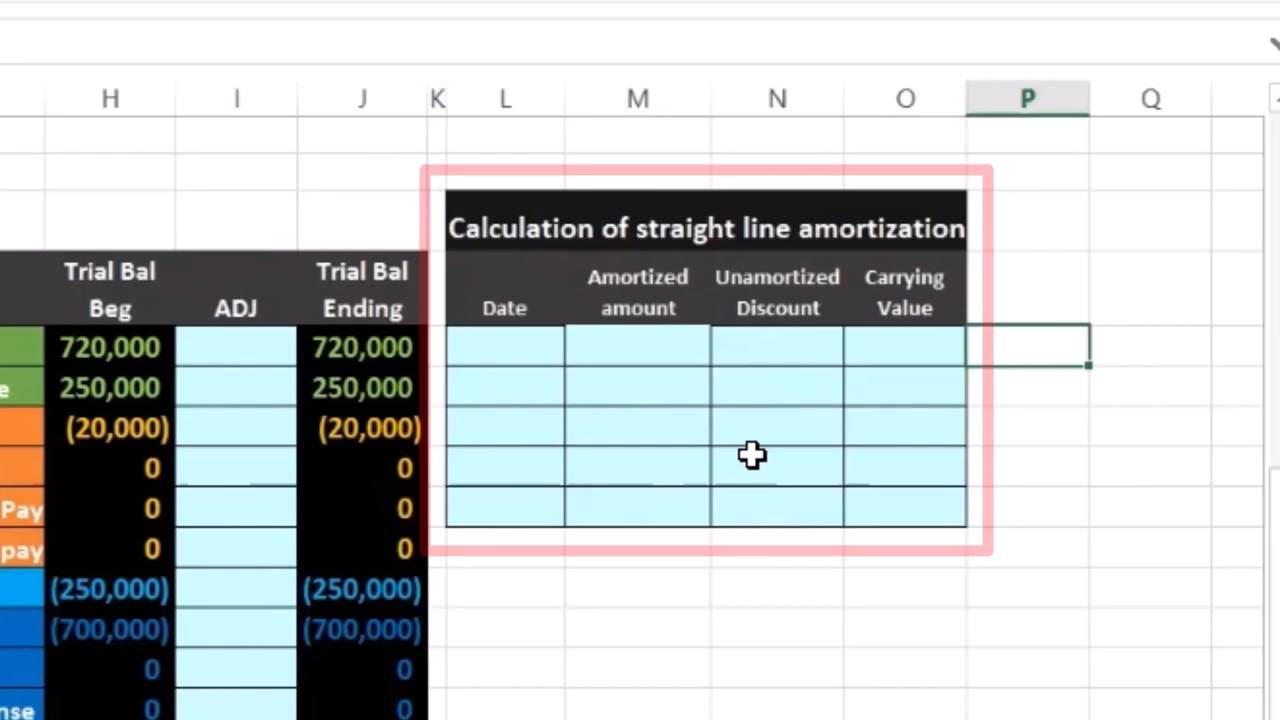 H I J K L M N O P Q
Calculation of straight line amortization
Trial Bal Beg ADJ Trial Bal Ending
Date Amortized amount Unamortized Discount Carrying Value
720,000 720,000
e 250,000 250,000
(20,000) (20,000)
0 0
Pay 0 0
pay 0 0
(250,000) (250,000)
(700,000) (700,000)
0 0
nse 0 0